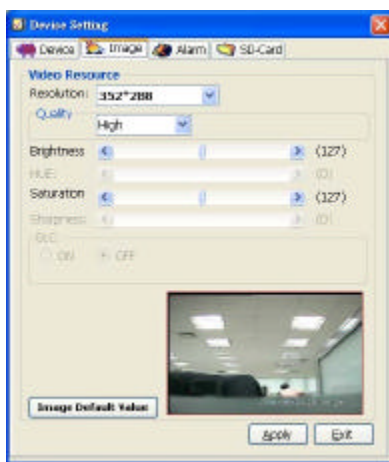 Device Setting
Device Image Alarm SD-Card
Video Resource
Resolution: 352*288
Quality
High
Brightness (127)
HUE: (0)
Saturation (127)
Sharpness: (0)
BLC
ON OFF
Image Default Value
Apply Exit